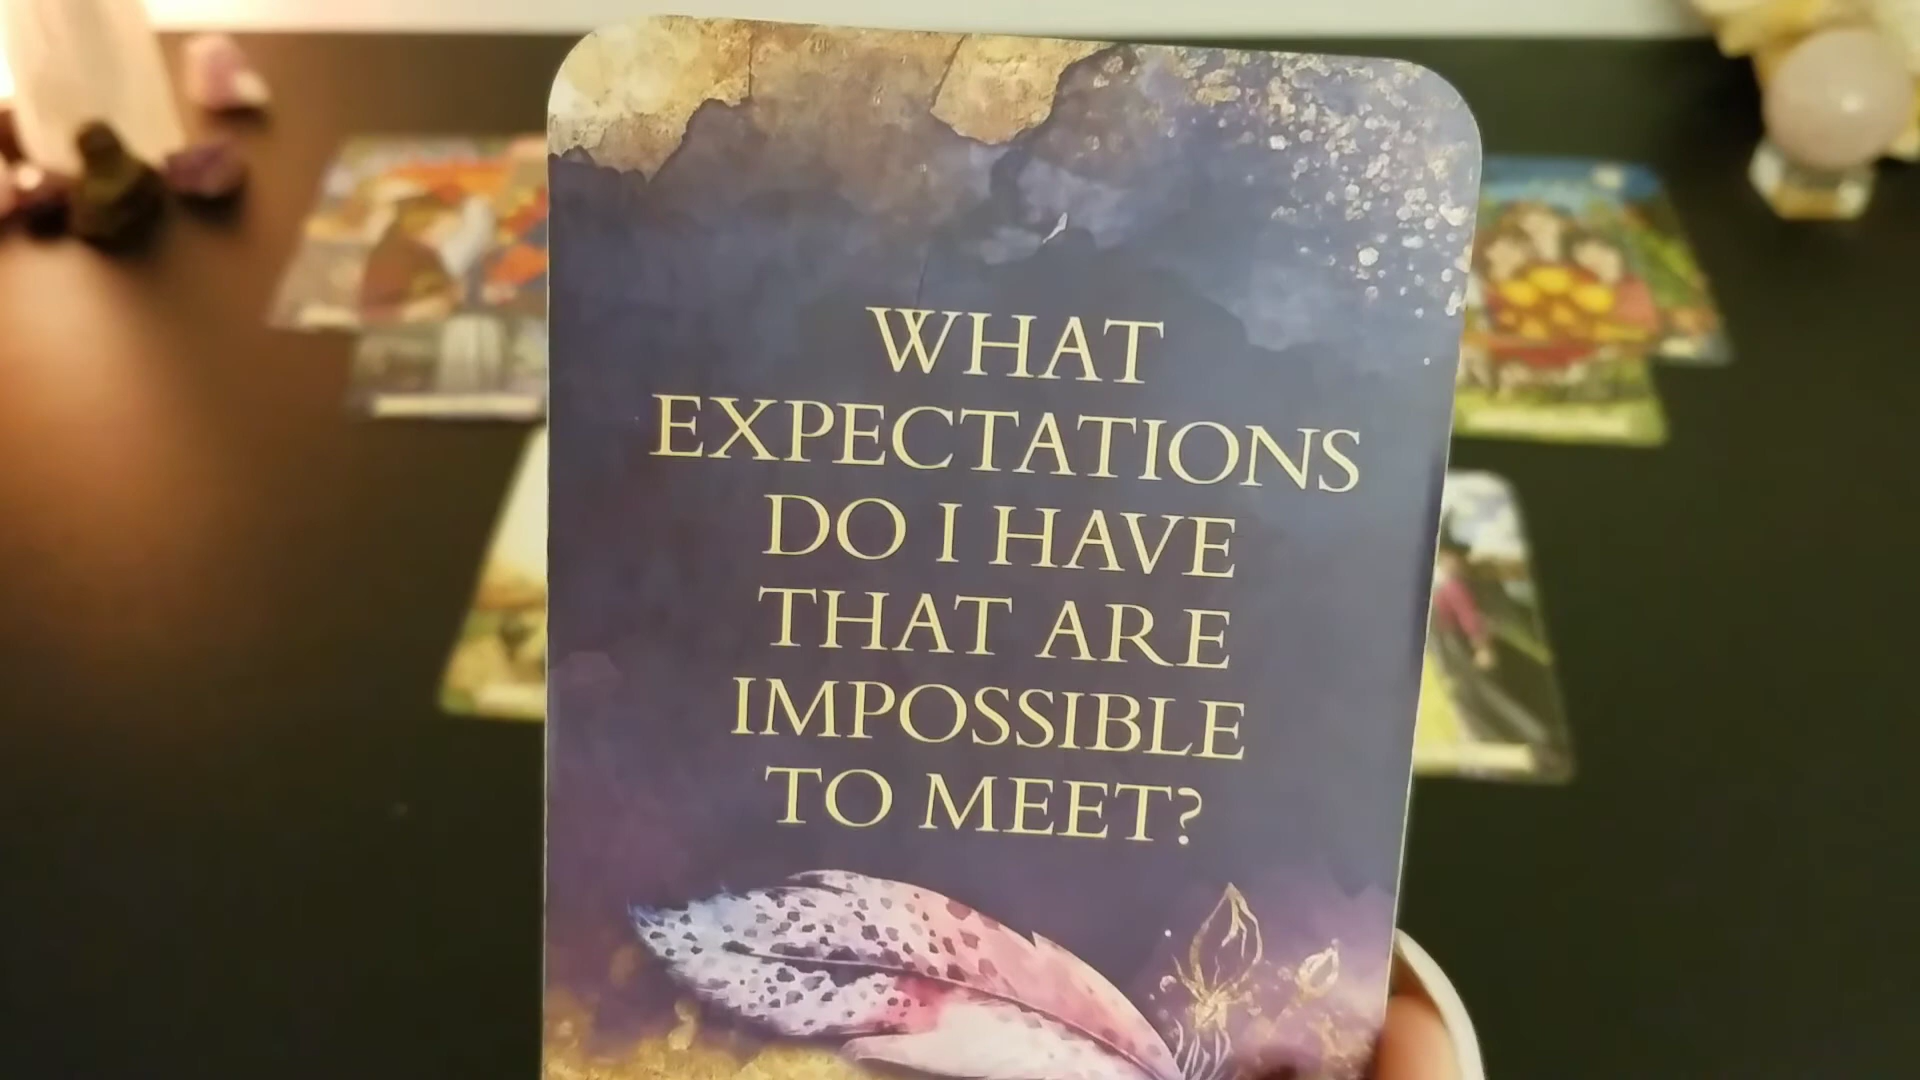 WHAT
EXPECTATIONS
DO I HAVE
THAT ARE
IMPOSSIBLE
TO MEET?